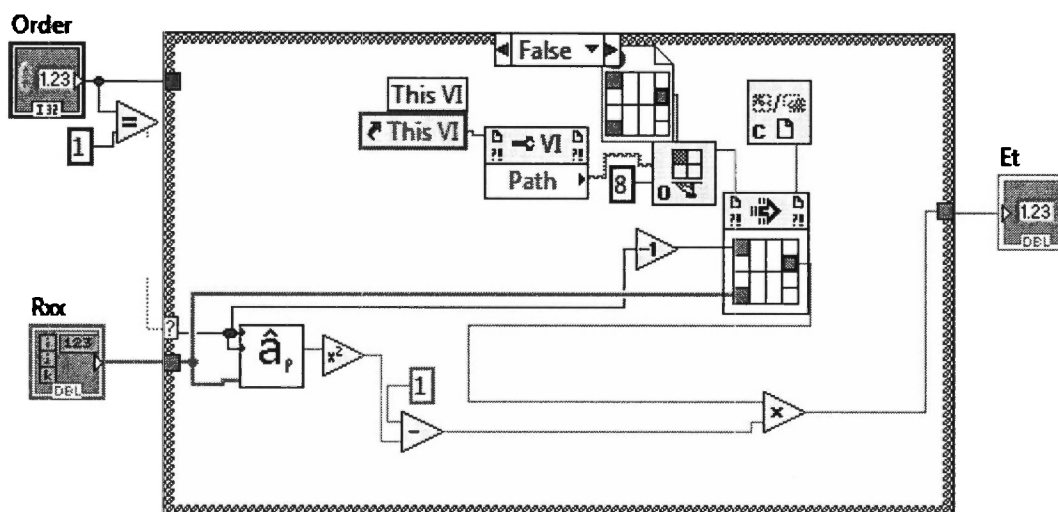 Order
False
1.23
I32
=
1
This VI
This VI
VI
Path
8
O
C
Et
1.23
DBL
-1
Rxx
?
i
j
k
123
DBL
âₚ
x²
1
-
x